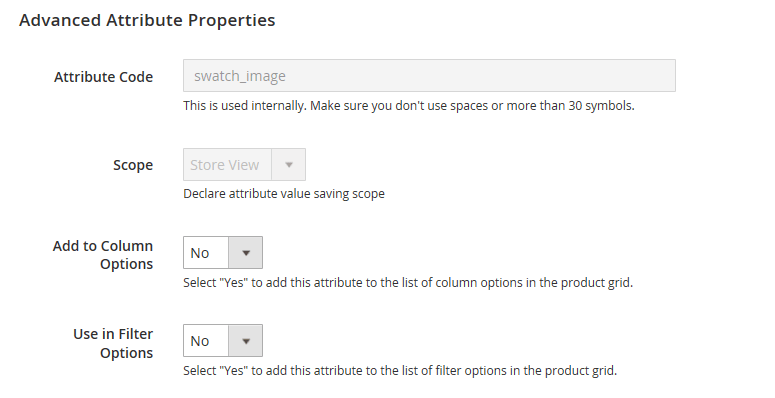 Advanced Attribute Properties
Attribute Code
swatch_image
This is used internally. Make sure you don't use spaces or more than 30 symbols.
Scope
Store View
Declare attribute value saving scope
Add to Column
Options
No
Select "Yes" to add this attribute to the list of column options in the product grid.
Use in Filter
Options
No
Select "Yes" to add this attribute to the list of filter options in the product grid.